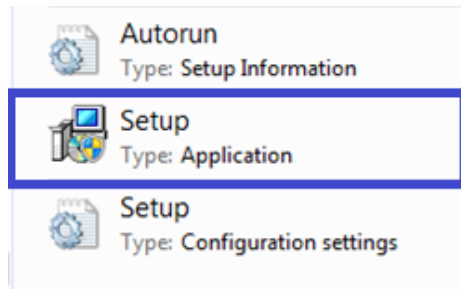 Autorun
Type: Setup Information
Setup
Type: Application
Setup
Type: Configuration settings